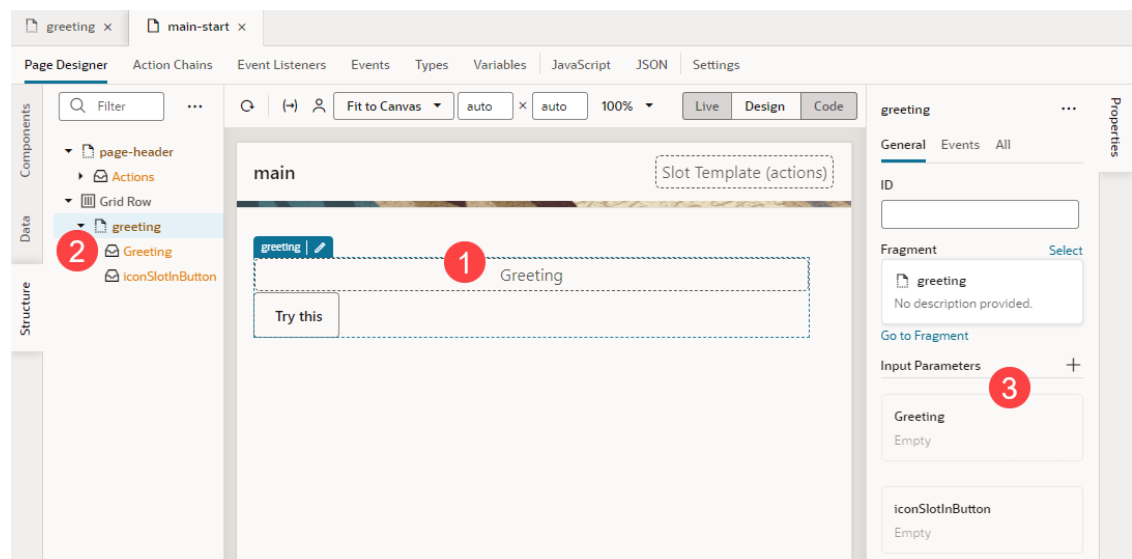 greeting ×
main-start ×
Page Designer Action Chains Event Listeners Events Types Variables JavaScript JSON Settings
Components
Data
Structure
Filter ...
page-header
Actions
Grid Row
greeting
Greeting
iconSlotInButton
2
Fit to Canvas auto × auto 100% Live Design Code
main
Slot Template (actions)
greeting
1
Greeting
Try this
greeting ...
General Events All
ID
Fragment Select
greeting
No description provided.
Go to Fragment
Input Parameters +
3
Greeting
Empty
iconSlotInButton
Empty
Properties